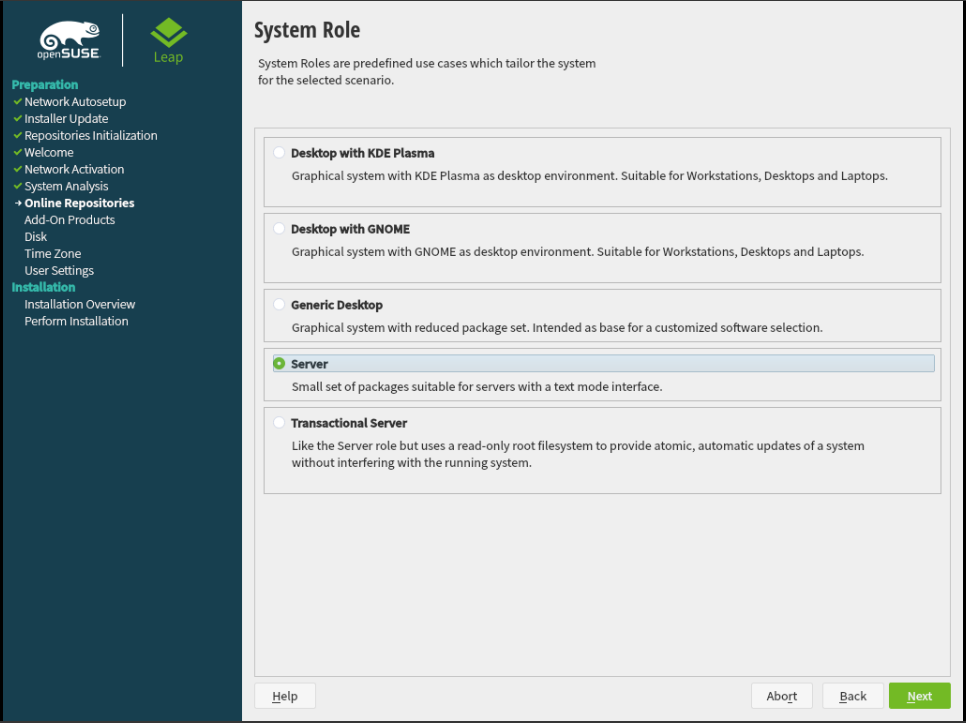 openSUSE
Leap
Preparation
Network Autosetup
Installer Update
Repositories Initialization
Welcome
Network Activation
System Analysis
Online Repositories
Add-On Products
Disk
Time Zone
User Settings
Installation
Installation Overview
Perform Installation
System Role
System Roles are predefined use cases which tailor the system
for the selected scenario.
Desktop with KDE Plasma
Graphical system with KDE Plasma as desktop environment. Suitable for Workstations, Desktops and Laptops.
Desktop with GNOME
Graphical system with GNOME as desktop environment. Suitable for Workstations, Desktops and Laptops.
Generic Desktop
Graphical system with reduced package set. Intended as base for a customized software selection.
Server
Small set of packages suitable for servers with a text mode interface.
Transactional Server
Like the Server role but uses a read-only root filesystem to provide atomic, automatic updates of a system
without interfering with the running system.
Help
Abort
Back
Next